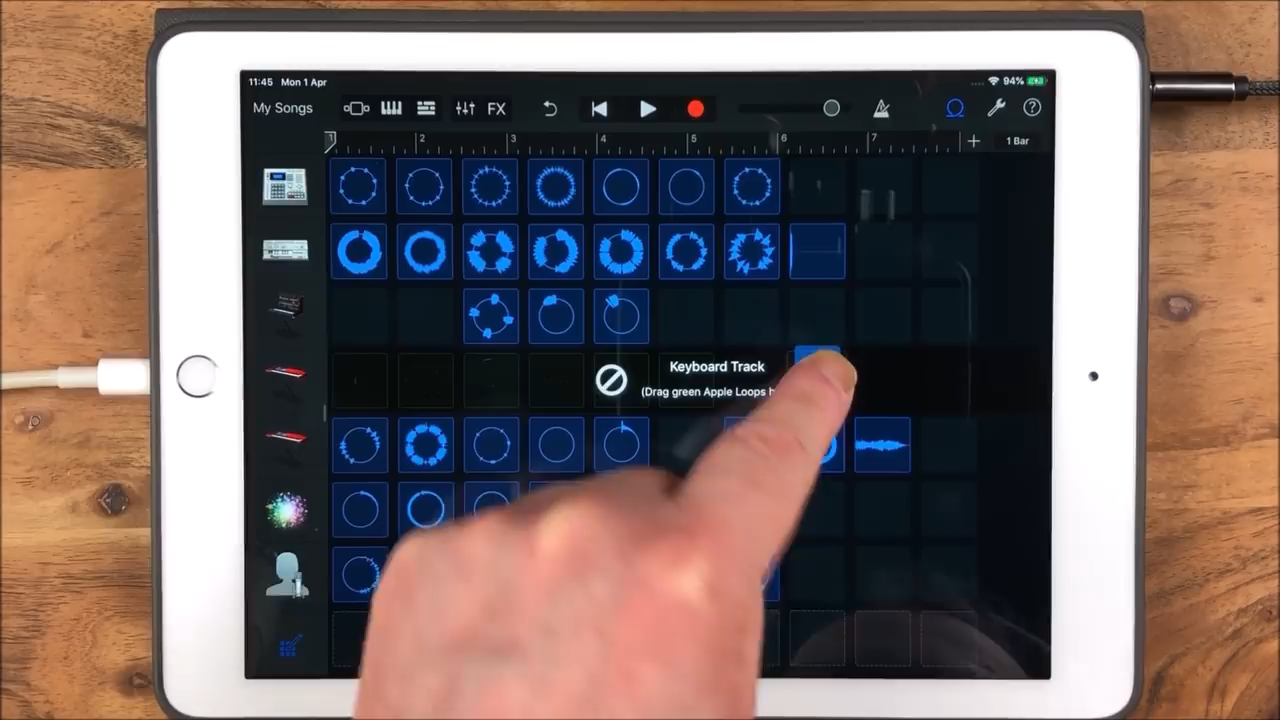 11:45 Mon 1 Apr
94%
My Songs
FX
1 2 3 4 5 6 7
1 Bar
Keyboard Track
(Drag green Apple Loops